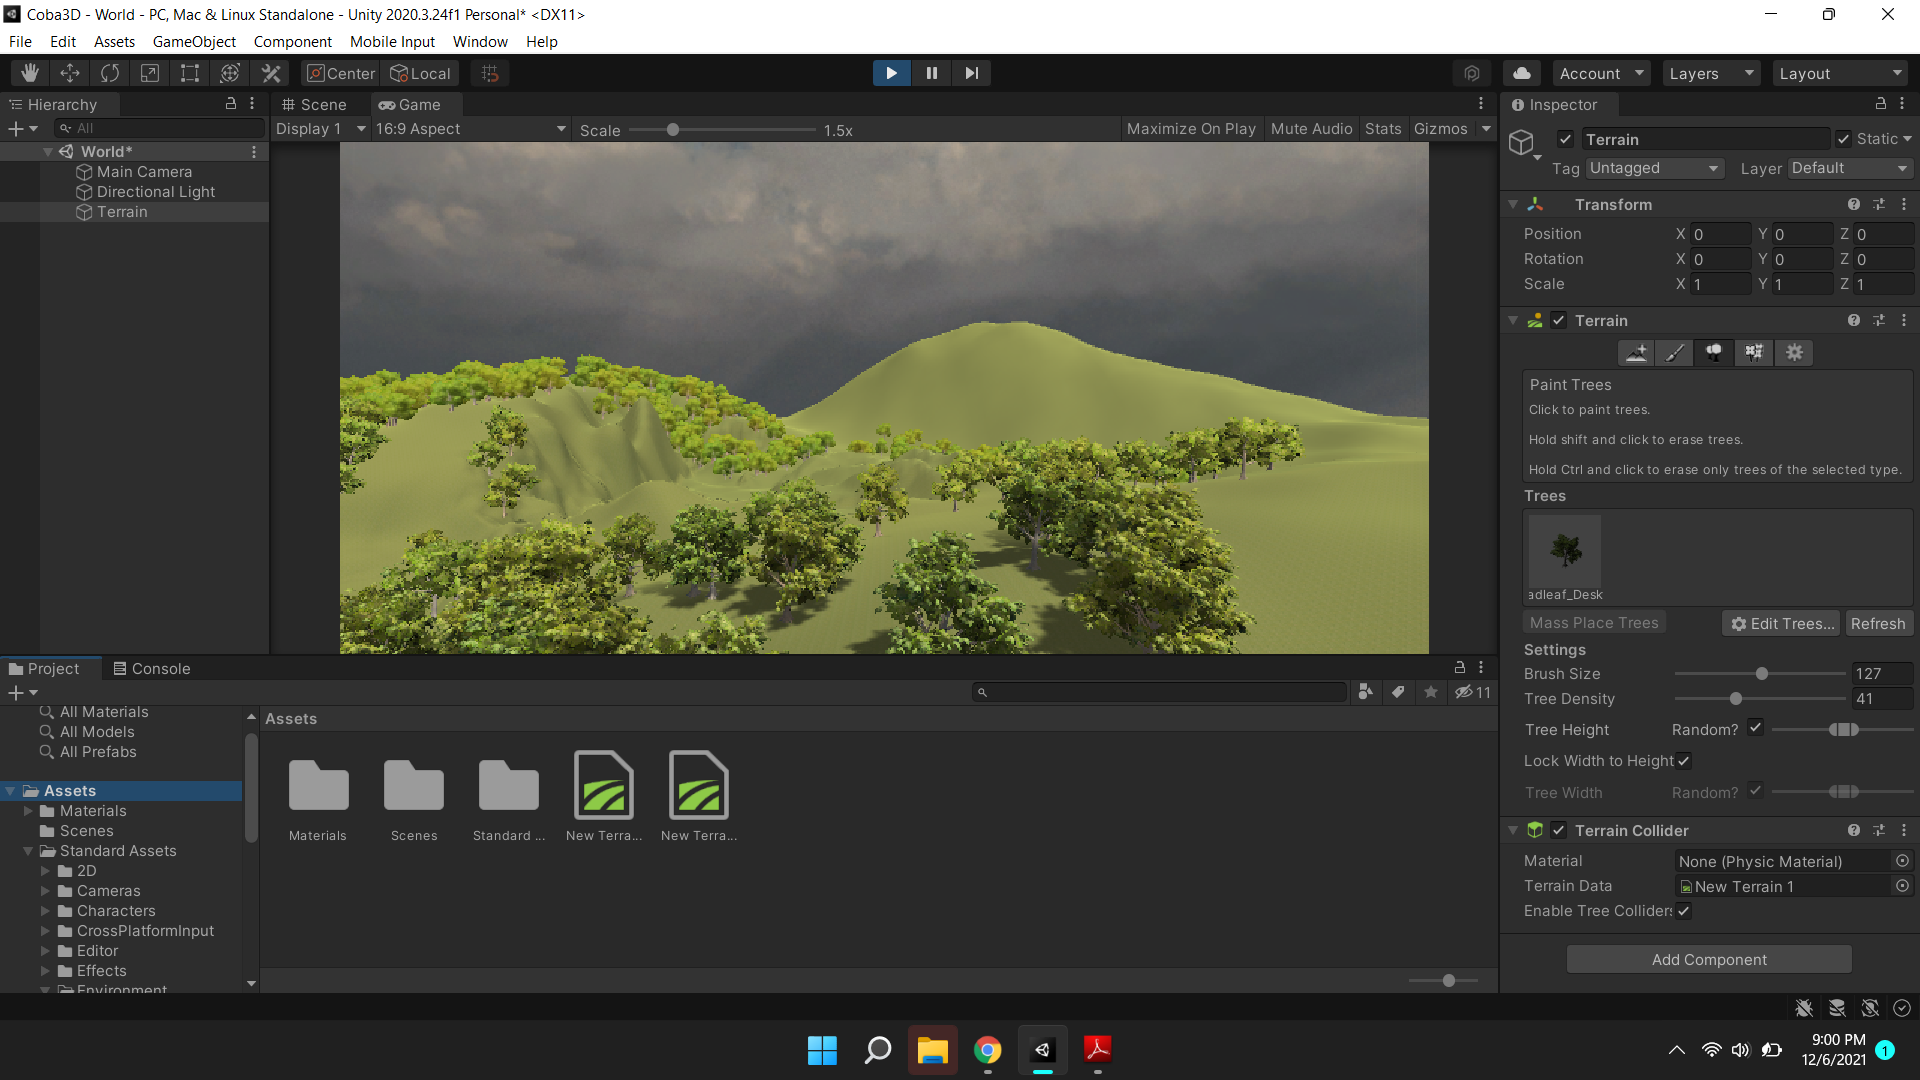 Coba3D - World - PC, Mac & Linux Standalone - Unity 2020.3.24f1 Personal* <DX11>
File Edit Assets GameObject Component Mobile Input Window Help
Center Local Account Layers Layout
Hierarchy
All
World*
Main Camera
Directional Light
Terrain
Scene Game
Display 1 16:9 Aspect Scale 1.5x Maximize On Play Mute Audio Stats Gizmos
Inspector
Terrain Static
Tag Untagged Layer Default
Transform
Position X 0 Y 0 Z 0
Rotation X 0 Y 0 Z 0
Scale X 1 Y 1 Z 1
Terrain
Paint Trees
Click to paint trees.
Hold shift and click to erase trees.
Hold Ctrl and click to erase only trees of the selected type.
Trees
adleaf_Desk
Mass Place Trees Edit Trees... Refresh
Settings
Brush Size 127
Tree Density 41
Tree Height Random?
Lock Width to Height
Tree Width Random?
Terrain Collider
Material None (Physic Material)
Terrain Data New Terrain 1
Enable Tree Colliders
Add Component
Project Console
11
All Materials
All Models
All Prefabs
Assets
Materials
Scenes
Standard Assets
2D
Cameras
Characters
CrossPlatformInput
Editor
Effects
Environment
Assets
Materials Scenes Standard ... New Terra... New Terra...
9:00 PM
12/6/2021 1